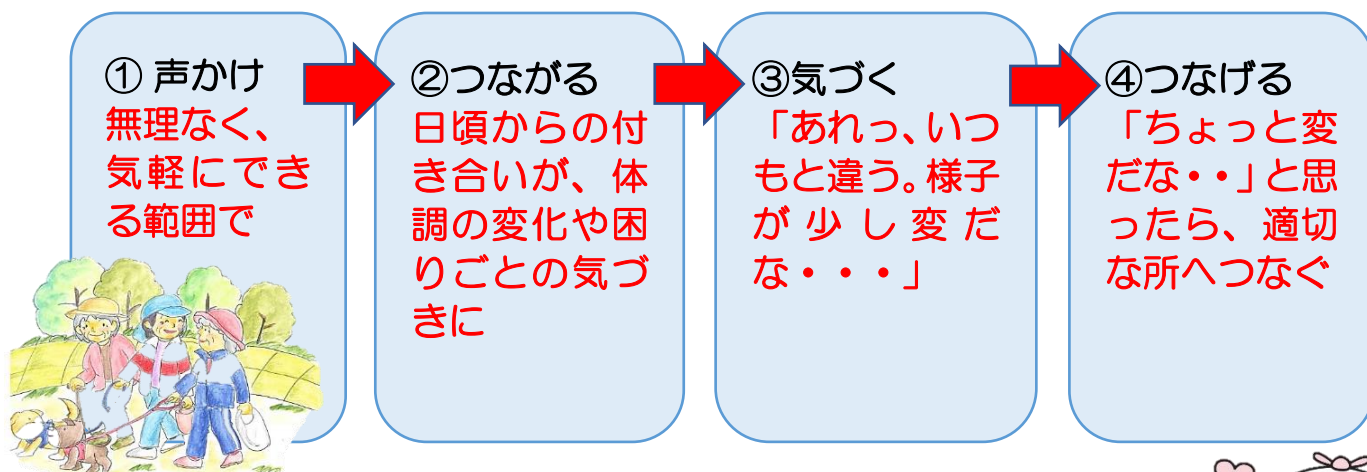 ① 声かけ
無理なく、
気軽にでき
る範囲で
②つながる
日頃からの付
き合いが、体
調の変化や困
りごとの気づ
きに
③気づく
「あれっ、いつ
もと違う。様子
が少し変だ
な・・・」
④つなげる
「ちょっと変
だな・・」と思
ったら、適切
な所へつなぐ